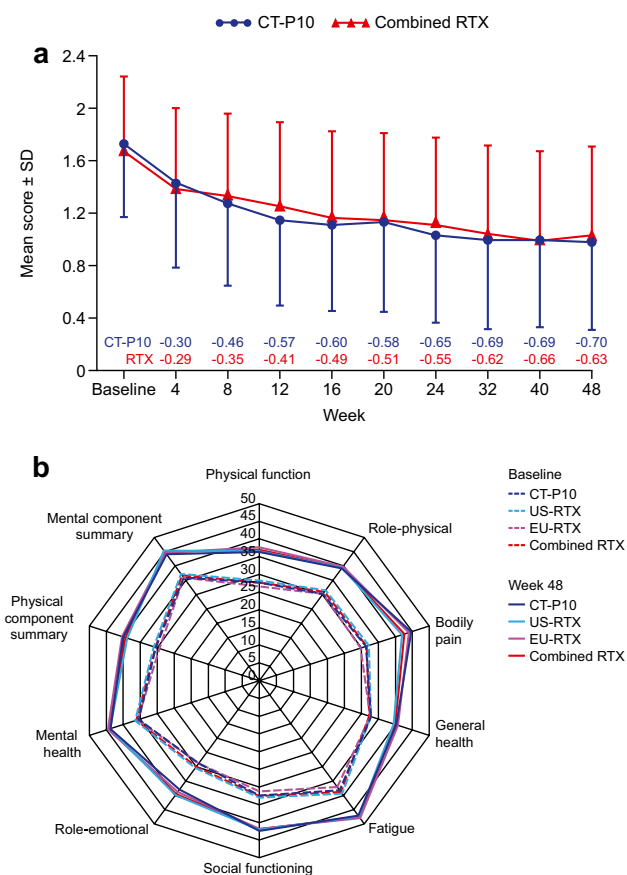 CT-P10 Combined RTX
a
2.4
2
1.6
1.2
0.8
0.4
0
Mean score ± SD
CT-P10 -0.30 -0.46 -0.57 -0.60 -0.58 -0.65 -0.69 -0.69 -0.70
RTX -0.29 -0.35 -0.41 -0.49 -0.51 -0.55 -0.62 -0.66 -0.63
Baseline 4 8 12 16 20 24 32 40 48
Week
b
Physical function
Role-physical
Bodily
pain
General
health
Fatigue
Social functioning
Role-emotional
Mental
health
Physical
component
summary
Mental component
summary
50
45
40
35
30
25
20
15
10
5
0
Baseline
CT-P10
US-RTX
EU-RTX
Combined RTX
Week 48
CT-P10
US-RTX
EU-RTX
Combined RTX